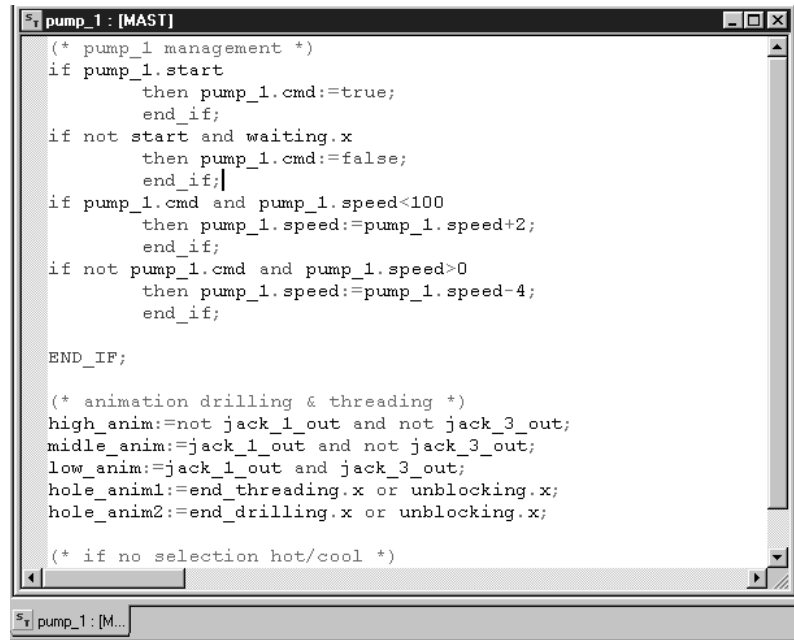 ST pump_1 : [MAST]
(* pump_1 management *)
if pump_1.start
then pump_1.cmd:=true;
end_if;
if not start and waiting.x
then pump_1.cmd:=false;
end_if;
if pump_1.cmd and pump_1.speed<100
then pump_1.speed:=pump_1.speed+2;
end_if;
if not pump_1.cmd and pump_1.speed>0
then pump_1.speed:=pump_1.speed-4;
end_if;
END_IF;
(* animation drilling & threading *)
high_anim:=not jack_1_out and not jack_3_out;
midle_anim:=jack_1_out and not jack_3_out;
low_anim:=jack_1_out and jack_3_out;
hole_anim1:=end_threading.x or unblocking.x;
hole_anim2:=end_drilling.x or unblocking.x;
(* if no selection hot/cool *)
ST pump_1 : [M...